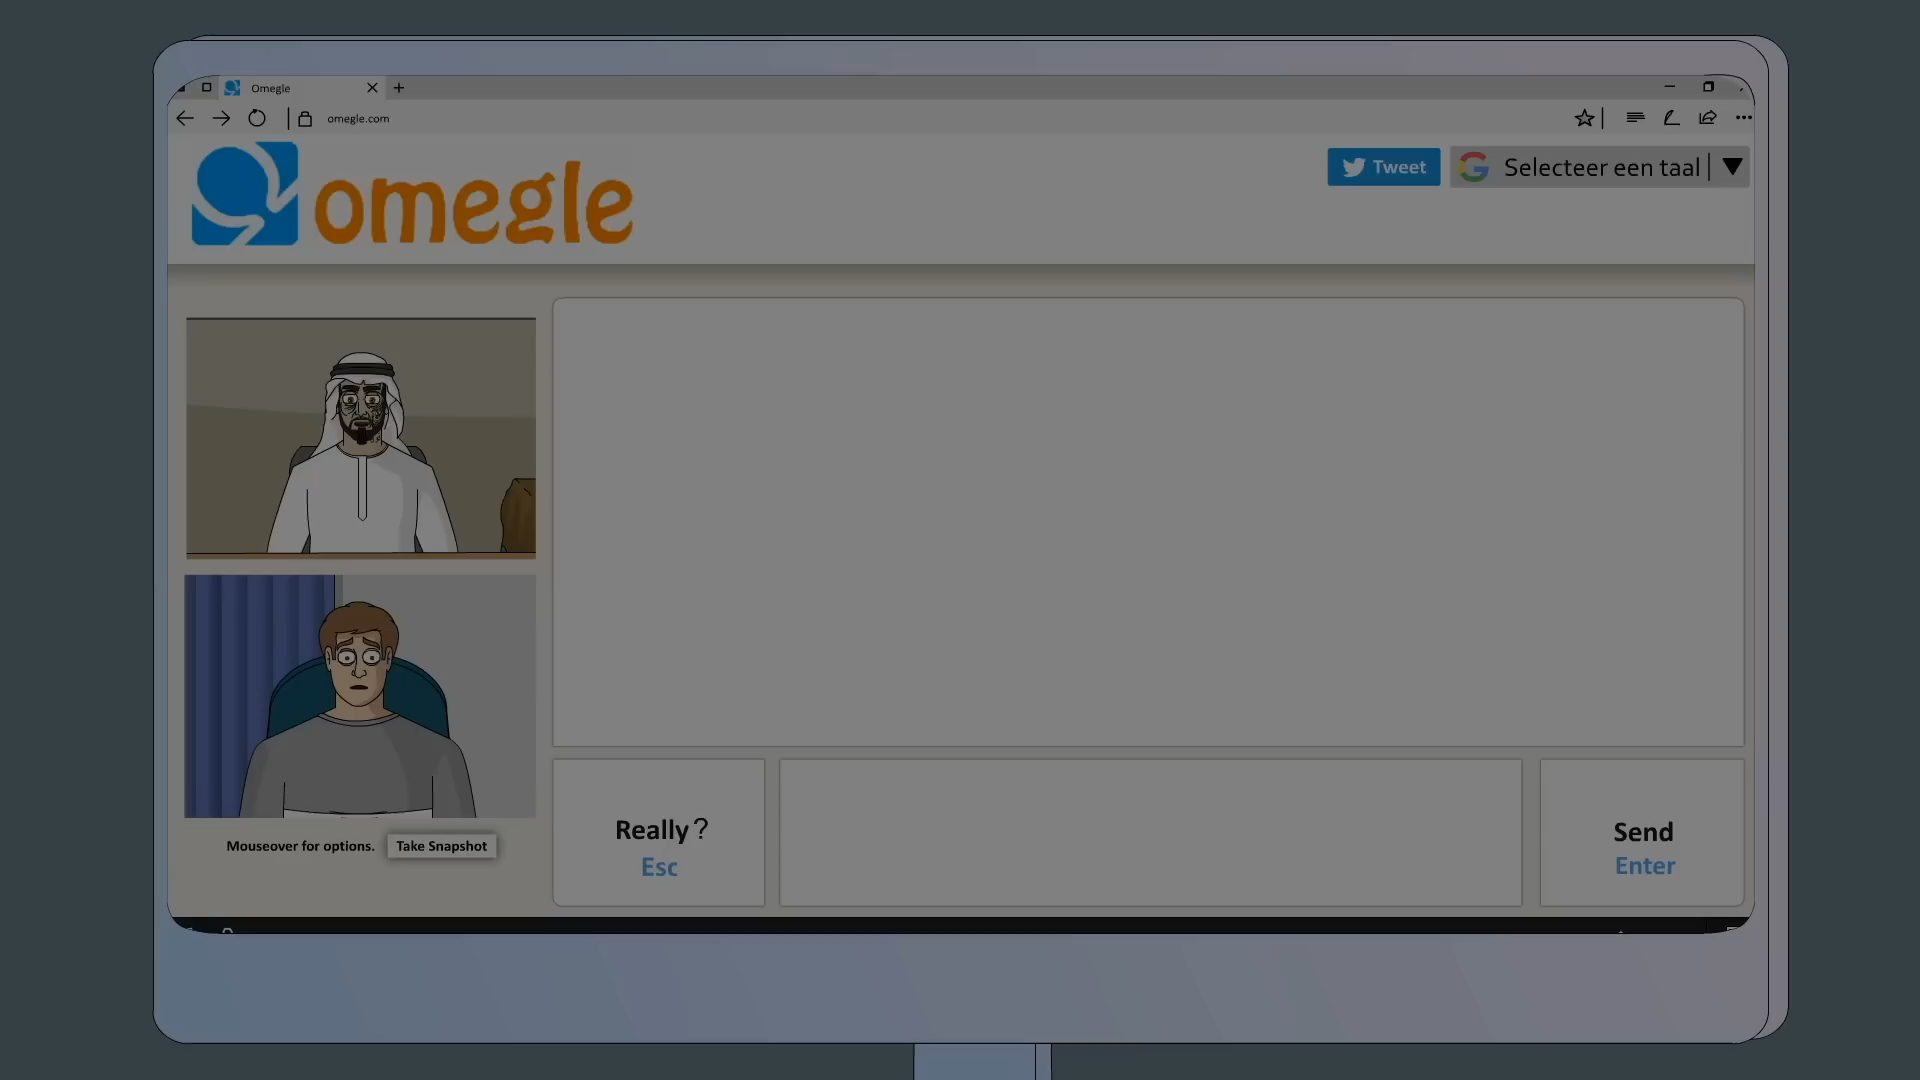 Omegle
omegle.com
omegle
Tweet
Selecteer een taal
Mouseover for options.
Take Snapshot
Really?
Esc
Send
Enter